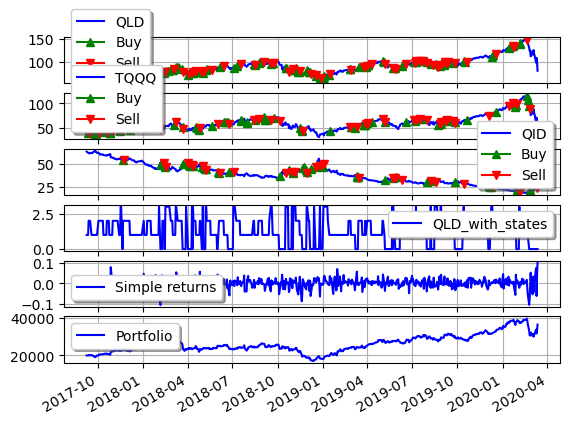 QLD
Buy
Sell
150
100
TQQQ
Buy
Sell
100
50
QID
Buy
Sell
50
25
QLD_with_states
2.5
0.0
Simple returns
0.1
0.0
−0.1
Portfolio
40000
20000
2017-10
2018-01
2018-04
2018-07
2018-10
2019-01
2019-04
2019-07
2019-10
2020-01
2020-04